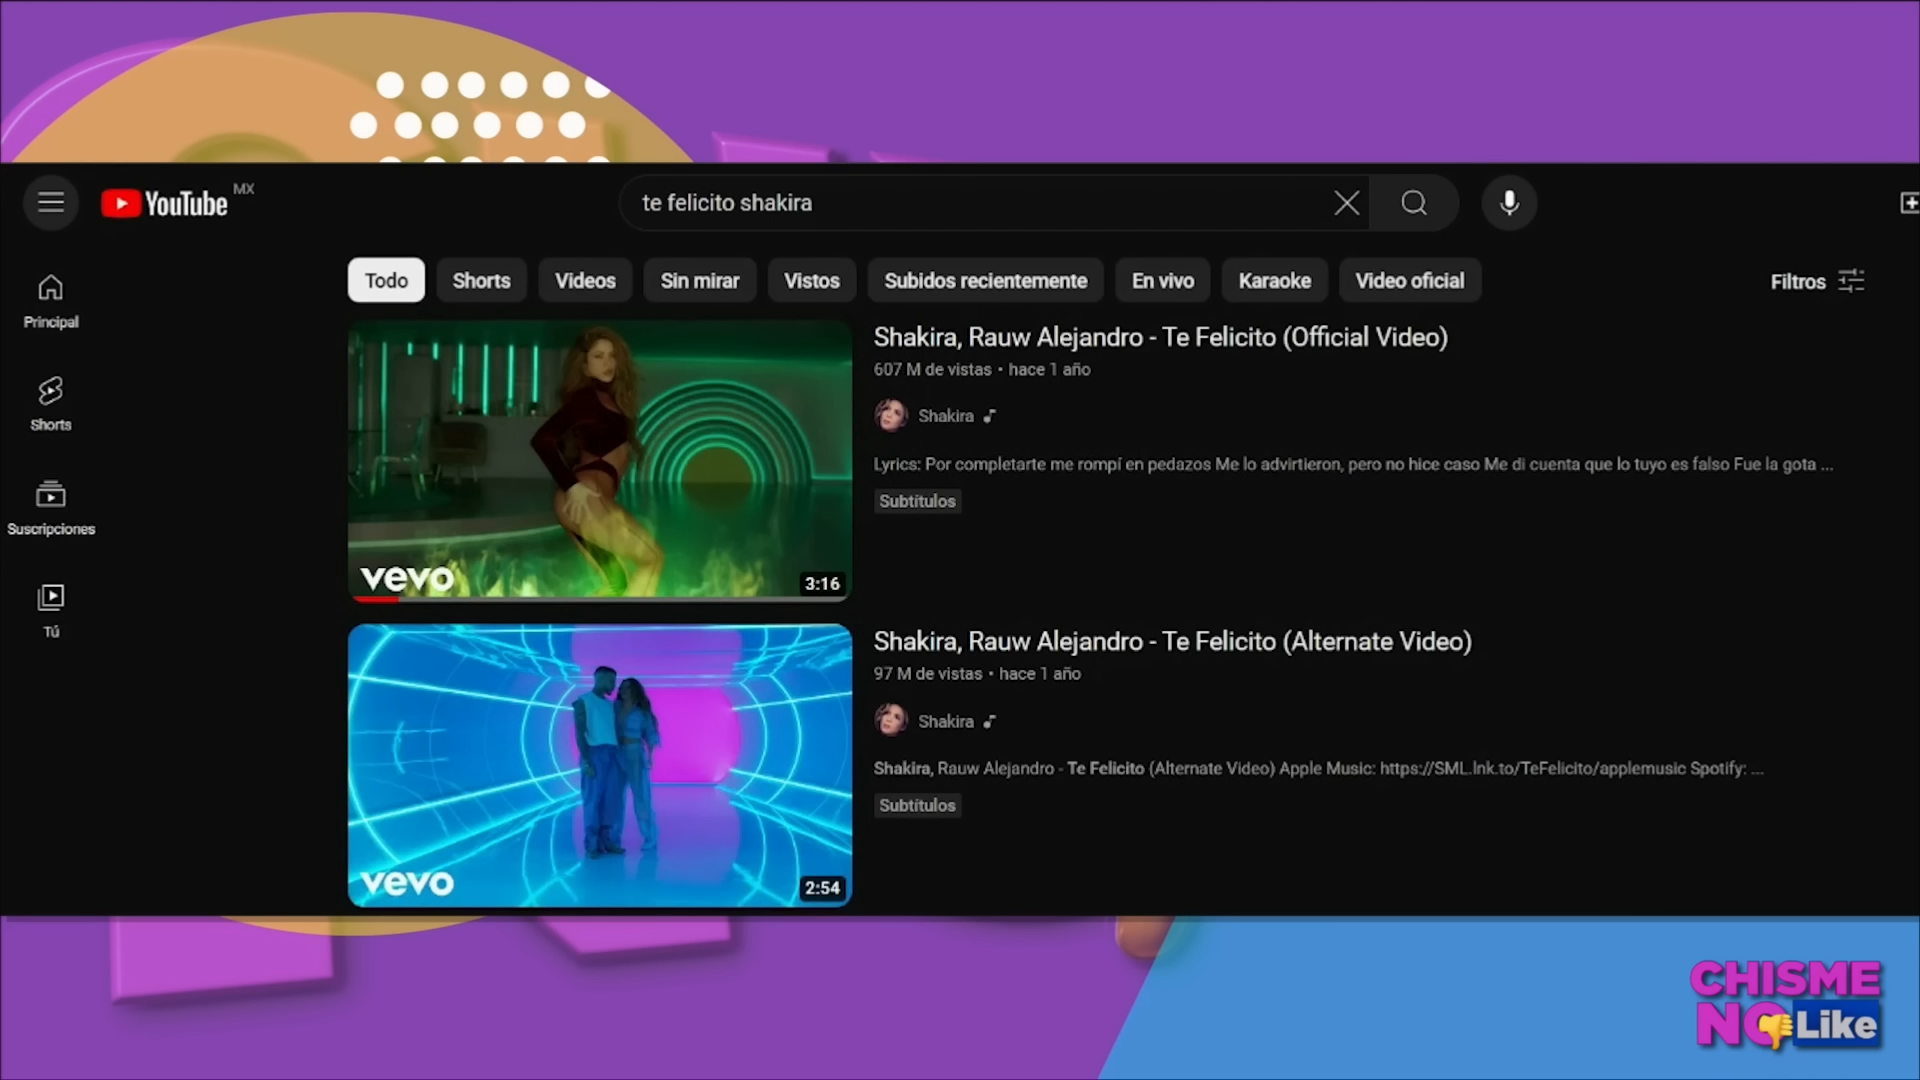 YouTube MX
te felicito shakira
Todo
Shorts
Videos
Sin mirar
Vistos
Subidos recientemente
En vivo
Karaoke
Video oficial
Filtros
Principal
Shorts
Suscripciones
Tú
vevo
3:16
Shakira, Rauw Alejandro - Te Felicito (Official Video)
607 M de vistas • hace 1 año
Shakira
Lyrics: Por completarte me rompí en pedazos Me lo advirtieron, pero no hice caso Me di cuenta que lo tuyo es falso Fue la gota ...
Subtítulos
vevo
2:54
Shakira, Rauw Alejandro - Te Felicito (Alternate Video)
97 M de vistas • hace 1 año
Shakira
Shakira, Rauw Alejandro - Te Felicito (Alternate Video) Apple Music: https://SML.lnk.to/TeFelicito/applemusic Spotify: ...
Subtítulos
CHISME
NO Like